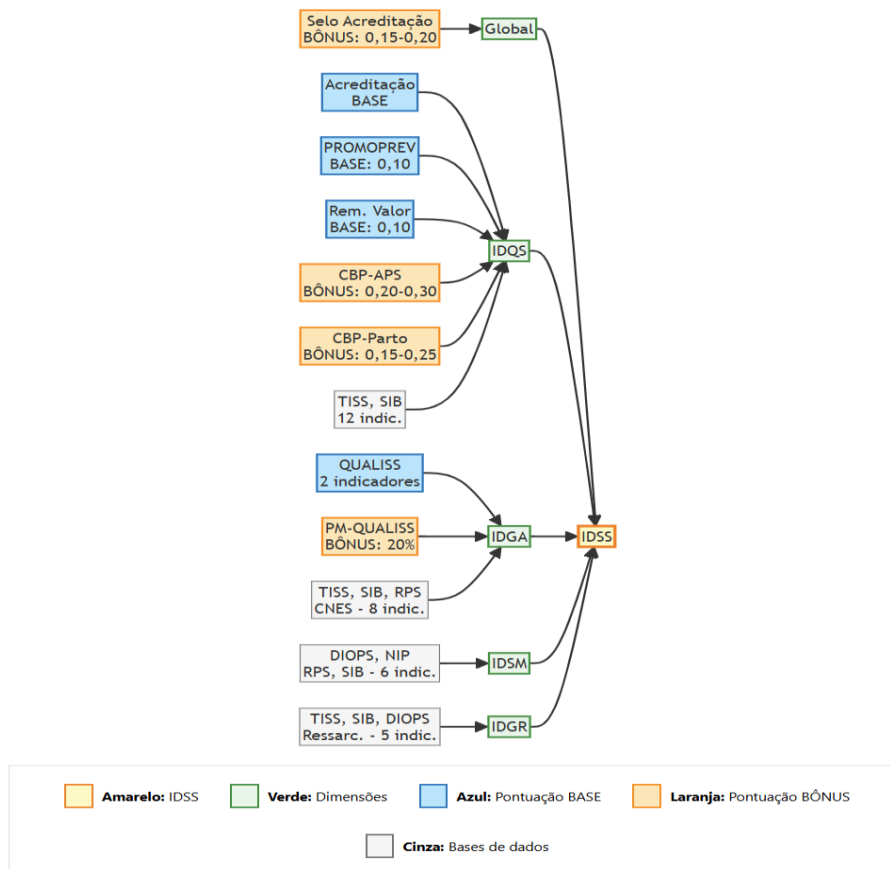 Selo Acreditação
BÔNUS: 0,15-0,20
Global
Acreditação
BASE
PROMOPREV
BASE: 0,10
Rem. Valor
BASE: 0,10
IDQS
CBP-APS
BÔNUS: 0,20-0,30
CBP-Parto
BÔNUS: 0,15-0,25
TISS, SIB
12 indic.
QUALISS
2 indicadores
PM-QUALISS
BÔNUS: 20%
IDGA
IDSS
TISS, SIB, RPS
CNES - 8 indic.
DIOPS, NIP
RPS, SIB - 6 indic.
IDSM
TISS, SIB, DIOPS
Ressarc. - 5 indic.
IDGR
Amarelo: IDSS
Verde: Dimensões
Azul: Pontuação BASE
Laranja: Pontuação BÔNUS
Cinza: Bases de dados